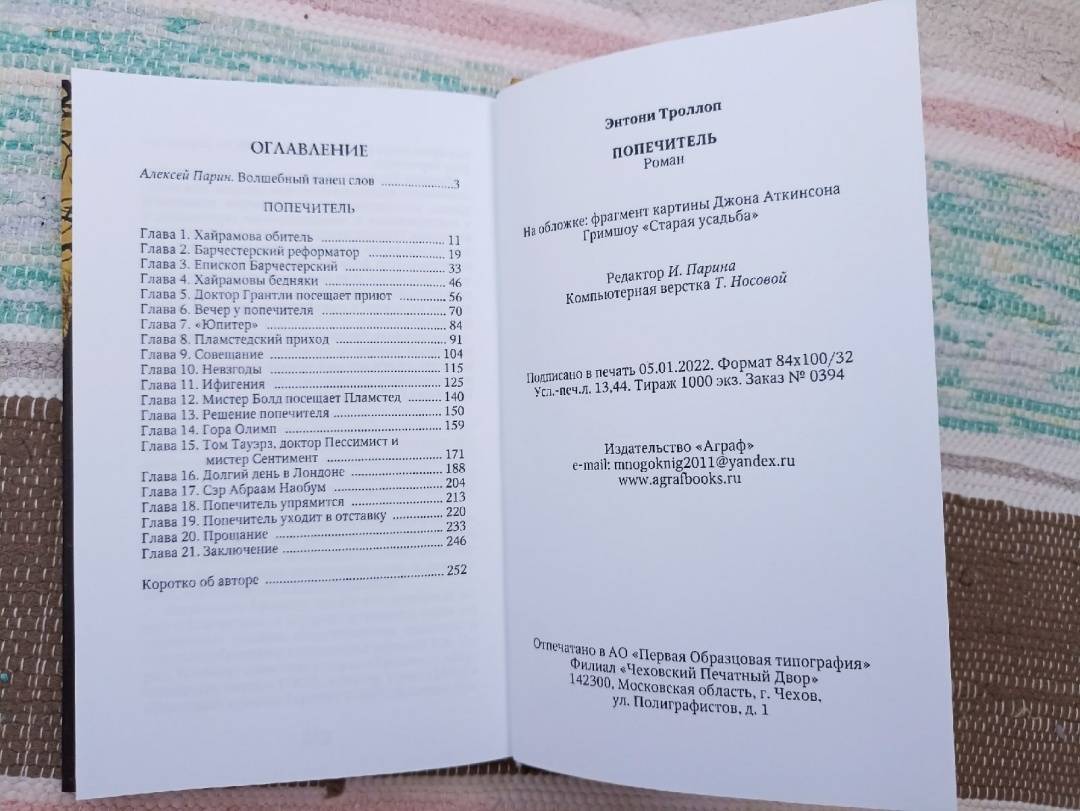 ОГЛАВЛЕНИЕ
Алексей Парин. Волшебный танец слов ..................3
ПОПЕЧИТЕЛЬ
Глава 1. Хайрамова обитель ........................ 11
Глава 2. Барчестерский реформатор ................ 19
Глава 3. Епископ Барчестерский .................... 33
Глава 4. Хайрамовы бедняки ........................ 46
Глава 5. Доктор Грантли посещает приют ........... 56
Глава 6. Вечер у попечителя ....................... 70
Глава 7. «Юпитер» ................................. 84
Глава 8. Пламстедский приход ...................... 91
Глава 9. Совещание ............................... 104
Глава 10. Невзгоды ............................... 115
Глава 11. Ифигения ............................... 125
Глава 12. Мистер Болд посещает Пламстед ......... 140
Глава 13. Решение попечителя ..................... 150
Глава 14. Гора Олимп ............................. 159
Глава 15. Том Тауэрз, доктор Пессимист и
мистер Сентимент ................................ 171
Глава 16. Долгий день в Лондоне .................. 188
Глава 17. Сэр Абраам Наобум ...................... 204
Глава 18. Попечитель упрямится ................... 213
Глава 19. Попечитель уходит в отставку ........... 220
Глава 20. Прощание ............................... 233
Глава 21. Заключение ............................. 246
Коротко об авторе ................................ 252
Энтони Троллоп
ПОПЕЧИТЕЛЬ
Роман
На обложке: фрагмент картины Джона Аткинсона
Гримшоу «Старая усадьба»
Редактор И. Парина
Компьютерная верстка Т. Носовой
Подписано в печать 05.01.2022. Формат 84х100/32
Усл.-печ.л. 13,44. Тираж 1000 экз. Заказ № 0394
Издательство «Аграф»
e-mail: mnogoknig2011@yandex.ru
www.agrafbooks.ru
Отпечатано в АО «Первая Образцовая типография»
Филиал «Чеховский Печатный Двор»
142300, Московская область, г. Чехов,
ул. Полиграфистов, д. 1